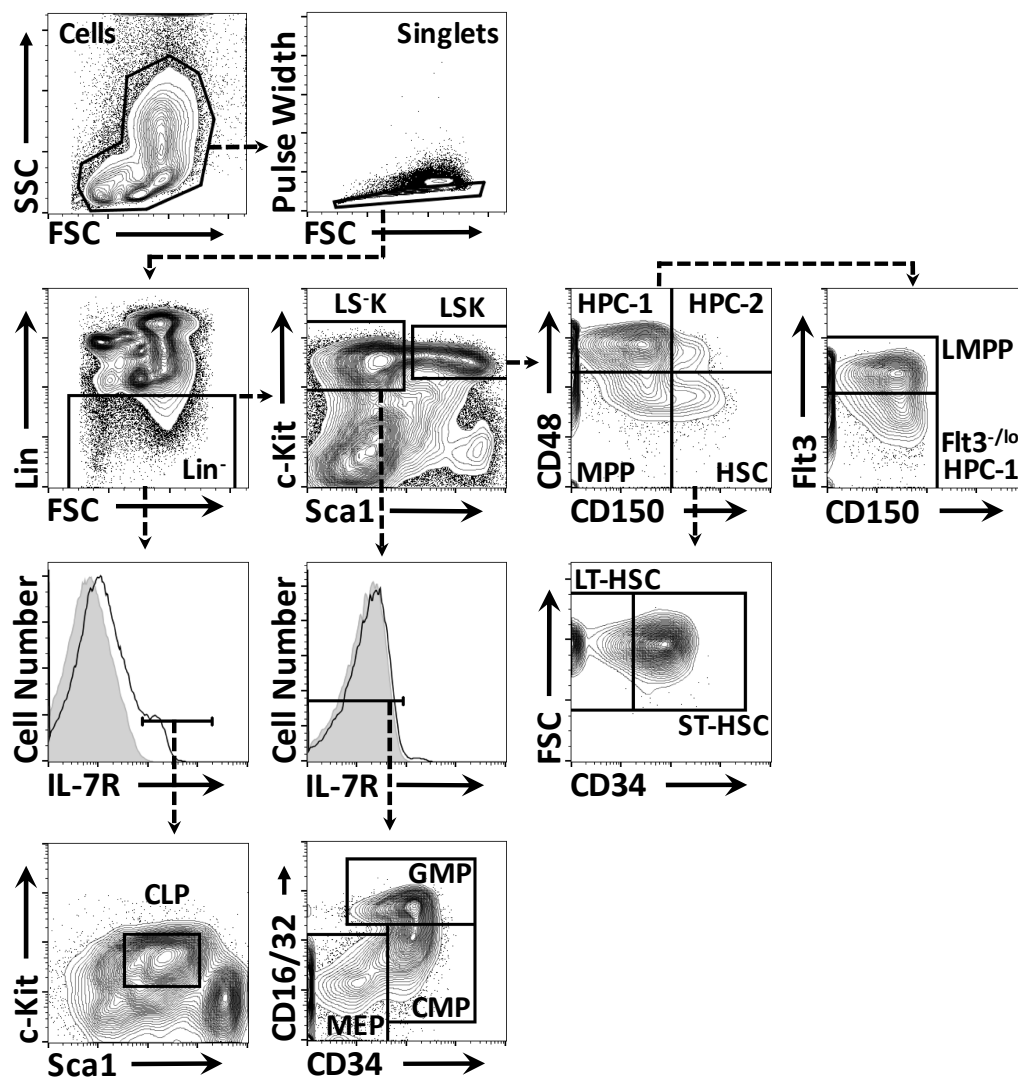 Cells
SSC
FSC
Singlets
Pulse Width
FSC
Lin
Lin⁻
FSC
LS⁻K
LSK
c-Kit
Sca1
HPC-1
HPC-2
CD48
MPP
HSC
CD150
LMPP
Flt3
Flt3⁻/ˡᵒ
HPC-1
CD150
Cell Number
IL-7R
Cell Number
IL-7R
LT-HSC
FSC
ST-HSC
CD34
CLP
c-Kit
Sca1
GMP
CD16/32
CMP
MEP
CD34